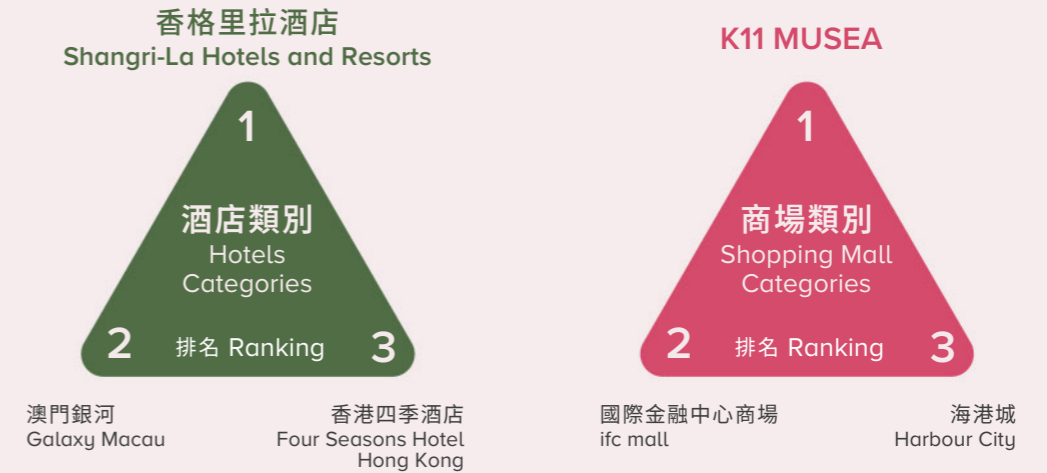 香格里拉酒店
Shangri-La Hotels and Resorts
1
酒店類別
Hotels
Categories
2 排名 Ranking 3
澳門銀河
Galaxy Macau
香港四季酒店
Four Seasons Hotel
Hong Kong
K11 MUSEA
1
商場類別
Shopping Mall
Categories
2 排名 Ranking 3
國際金融中心商場
ifc mall
海港城
Harbour City